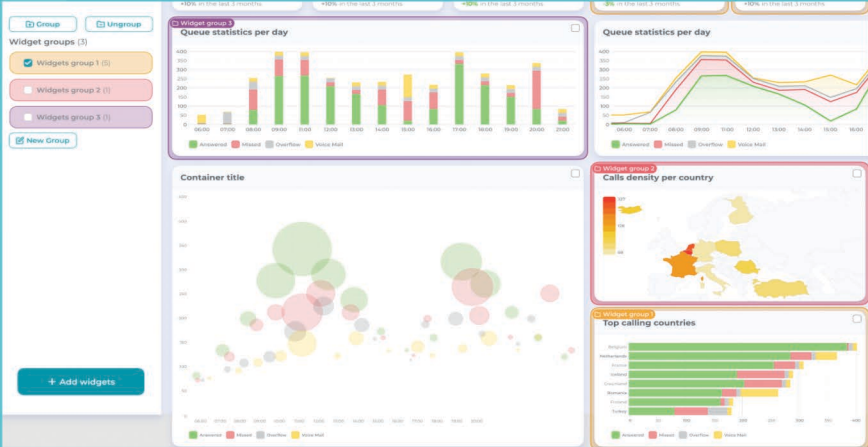 +10% in the last 3 months
+10% in the last 3 months
+10% in the last 3 months
-3% in the last 3 months
+10% in the last 3 months
Group
Ungroup
Widget groups (3)
Widgets group 1 (5)
Widgets group 2 (1)
Widgets group 3 (1)
New Group
+ Add widgets
Widget group 3
Queue statistics per day
400
350
300
250
200
150
100
50
0
06:00 07:00 08:00 09:00 11:00 12:00 13:00 14:00 15:00 16:00 17:00 18:00 19:00 20:00 21:00
Answered Missed Overflow Voice Mail
Queue statistics per day
400
350
300
250
200
150
100
50
0
06:00 07:00 08:00 09:00 11:00 12:00 13:00 14:00 15:00 16:00
Answered Missed Overflow Voice Mail
Container title
Answered Missed Overflow Voice Mail
Widget group 2
Calls density per country
Widget group 1
Top calling countries
Belgium
Netherlands
Ireland
Romania
Turkey
Answered Missed Overflow Voice Mail